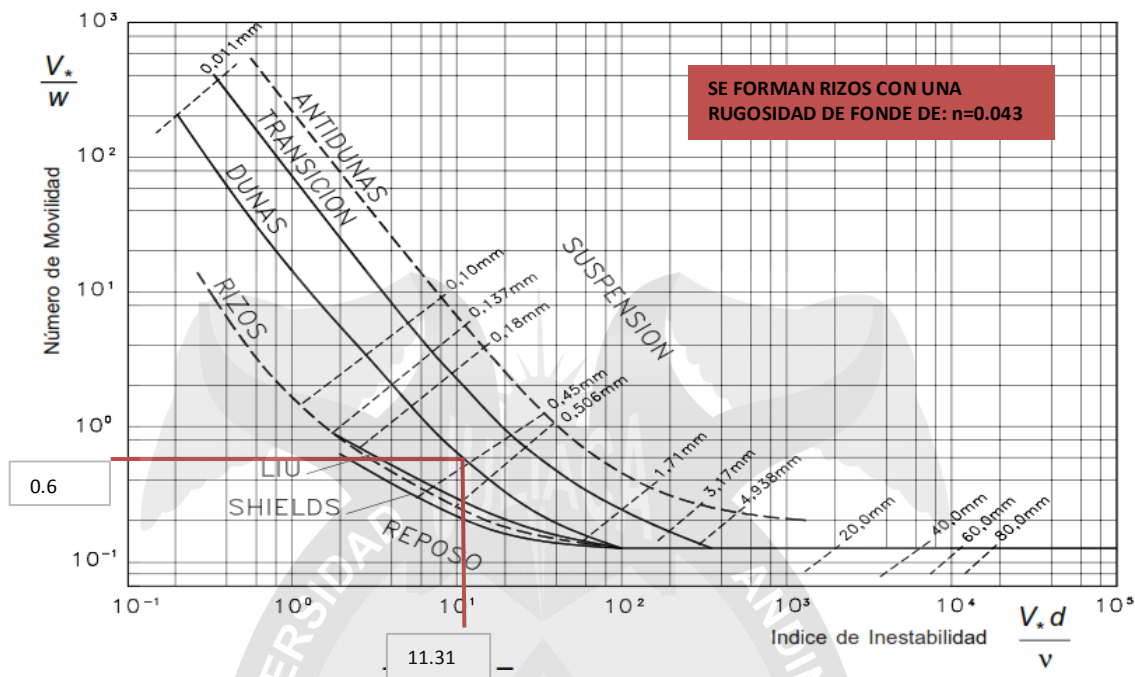 10³
V*
w
0,011mm
ANTIDUNAS
SE FORMAN RIZOS CON UNA
RUGOSIDAD DE FONDE DE: n=0.043
TRANSICION
10²
DUNAS
Número de Movilidad
SUSPENSION
10¹
RIZOS
0,10mm
0,137mm
0,18mm
0,45mm
0,506mm
10⁰
1,71mm
3,17mm
4,938mm
LIU
0.6
SHIELDS
REPOSO
20,0mm
40,0mm
60,0mm
80,0mm
10⁻¹
10⁻¹ 10⁰ 10¹ 10² 10³ 10⁴ 10⁵
Indice de Inestabilidad
V* d
ν
11.31
ERSIDAD
ANDIN